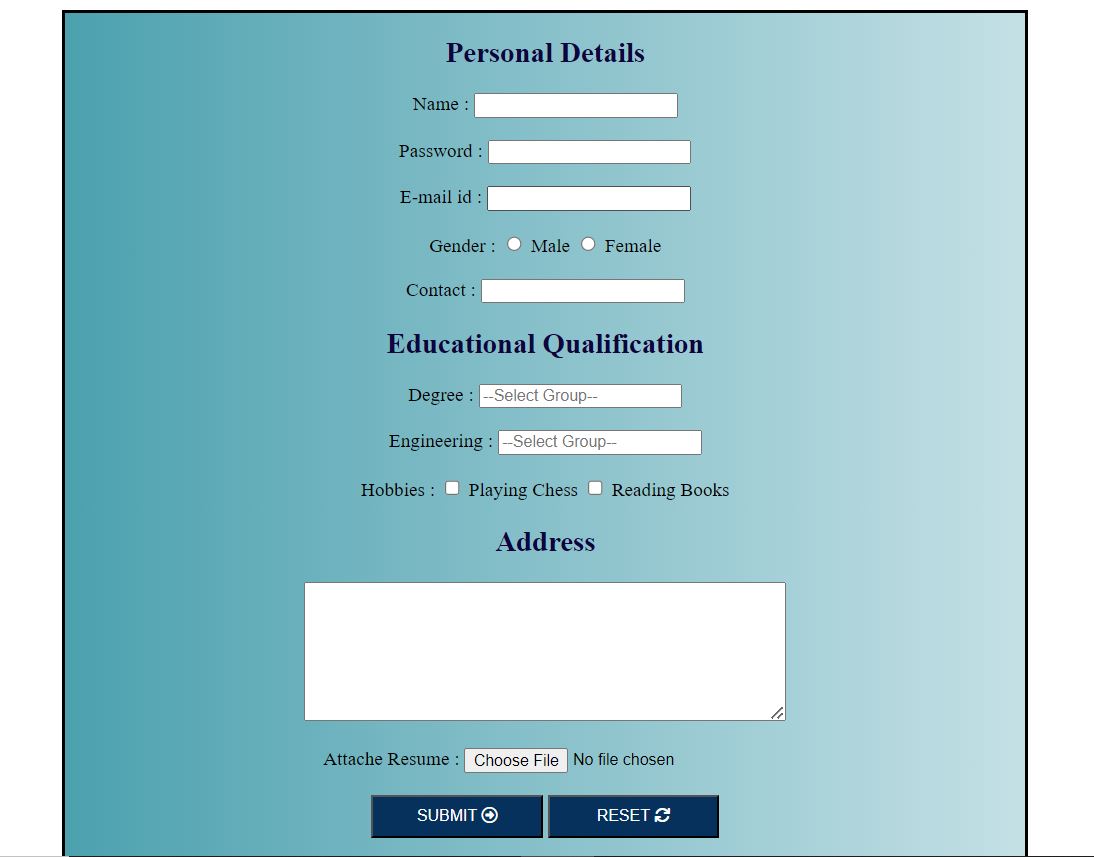 Personal Details
Name :
Password :
E-mail id :
Gender : Male Female
Contact :
Educational Qualification
Degree : --Select Group--
Engineering : --Select Group--
Hobbies : Playing Chess Reading Books
Address
Attache Resume : Choose File No file chosen
SUBMIT RESET